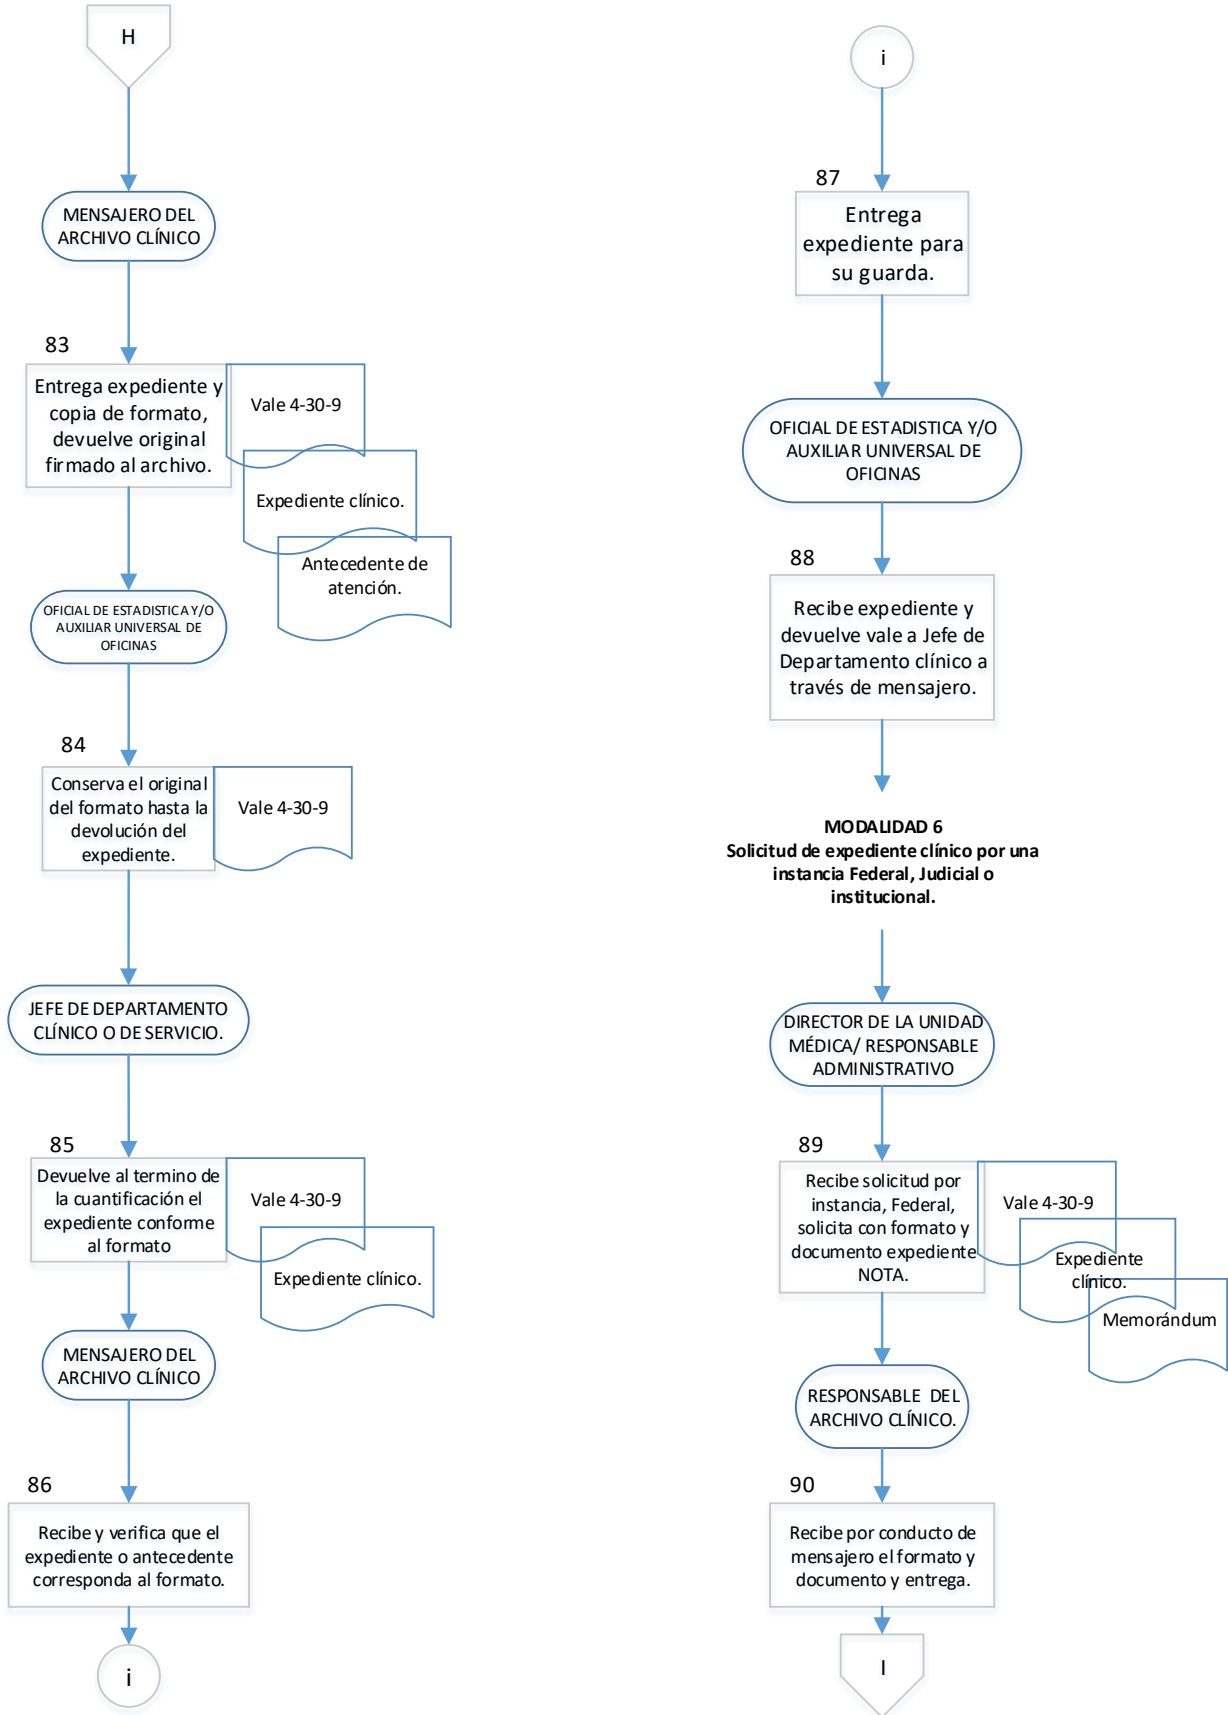 H
MENSAJERO DEL
ARCHIVO CLÍNICO
83
Entrega expediente y
copia de formato,
devuelve original
firmado al archivo.
Vale 4-30-9
Expediente clínico.
Antecedente de
atención.
OFICIAL DE ESTADISTICA Y/O
AUXILIAR UNIVERSAL DE
OFICINAS
84
Conserva el original
del formato hasta la
devolución del
expediente.
Vale 4-30-9
JEFE DE DEPARTAMENTO
CLÍNICO O DE SERVICIO.
85
Devuelve al termino de
la cuantificación el
expediente conforme
al formato
Vale 4-30-9
Expediente clínico.
MENSAJERO DEL
ARCHIVO CLÍNICO
86
Recibe y verifica que el
expediente o antecedente
corresponda al formato.
i
i
87
Entrega
expediente para
su guarda.
OFICIAL DE ESTADISTICA Y/O
AUXILIAR UNIVERSAL DE
OFICINAS
88
Recibe expediente y
devuelve vale a Jefe de
Departamento clínico a
través de mensajero.
MODALIDAD 6
Solicitud de expediente clínico por una
instancia Federal, Judicial o
institucional.
DIRECTOR DE LA UNIDAD
MÉDICA/ RESPONSABLE
ADMINISTRATIVO
89
Recibe solicitud por
instancia, Federal,
solicita con formato y
documento expediente
NOTA.
Vale 4-30-9
Expediente
clínico.
Memorándum
RESPONSABLE DEL
ARCHIVO CLÍNICO.
90
Recibe por conducto de
mensajero el formato y
documento y entrega.
I